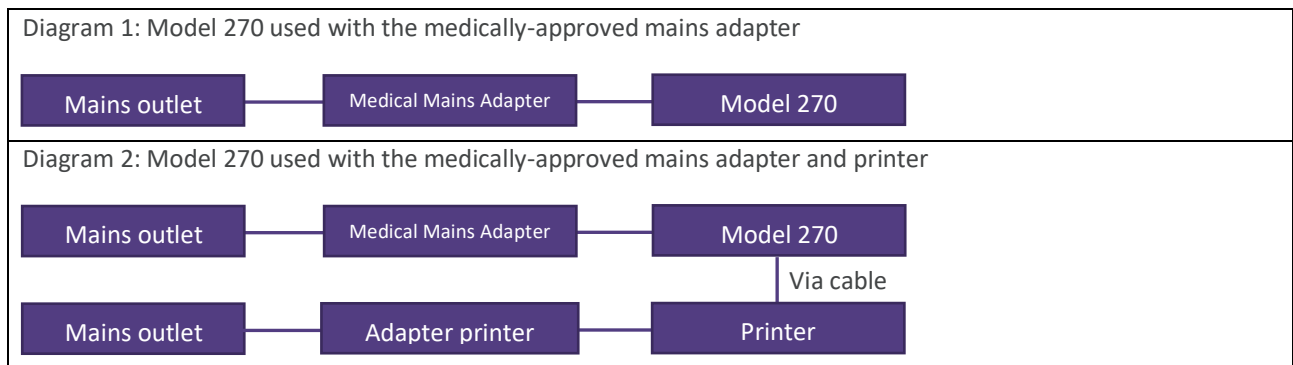 Diagram 1: Model 270 used with the medically-approved mains adapter
Mains outlet Medical Mains Adapter Model 270
Diagram 2: Model 270 used with the medically-approved mains adapter and printer
Mains outlet Medical Mains Adapter Model 270
Via cable
Mains outlet Adapter printer Printer